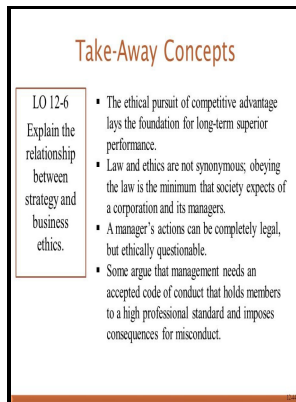 Take-Away Concepts
LO 12-6
Explain the
relationship
between
strategy and
business
ethics.
▪ The ethical pursuit of competitive advantage
lays the foundation for long-term superior
performance.
▪ Law and ethics are not synonymous; obeying
the law is the minimum that society expects of
a corporation and its managers.
▪ A manager's actions can be completely legal,
but ethically questionable.
▪ Some argue that management needs an
accepted code of conduct that holds members
to a high professional standard and imposes
consequences for misconduct.